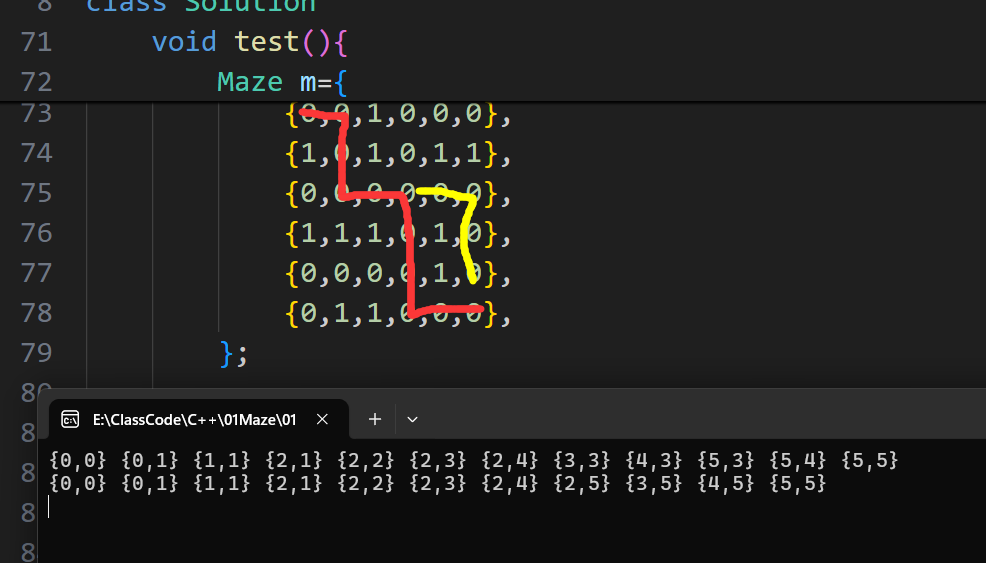 8 class Solution
71 void test(){
72 Maze m={
73 {0,0,1,0,0,0},
74 {1,0,1,0,1,1},
75 {0,0,0,0,0,0},
76 {1,1,1,0,1,0},
77 {0,0,0,0,1,0},
78 {0,1,1,0,0,0},
79 };
80
E:\ClassCode\C++\01Maze\01
8
{0,0} {0,1} {1,1} {2,1} {2,2} {2,3} {2,4} {3,3} {4,3} {5,3} {5,4} {5,5}
8
{0,0} {0,1} {1,1} {2,1} {2,2} {2,3} {2,4} {2,5} {3,5} {4,5} {5,5}
8
8